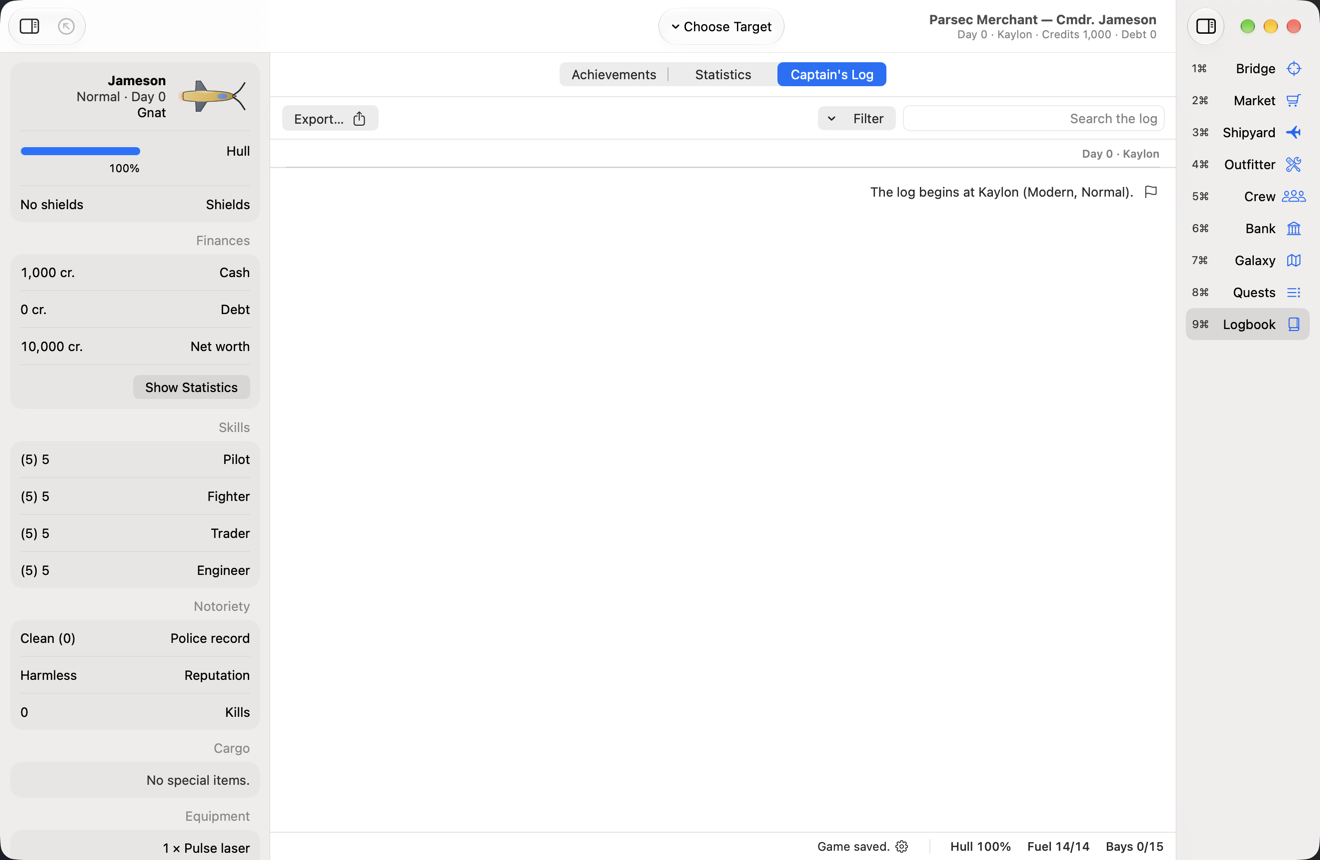 Choose Target
Parsec Merchant — Cmdr. Jameson
Day 0 · Kaylon · Credits 1,000 · Debt 0
Bridge 1⌘
Market 2⌘
Shipyard 3⌘
Outfitter 4⌘
Crew 5⌘
Bank 6⌘
Galaxy 7⌘
Quests 8⌘
Logbook 9⌘
Achievements
Statistics
Captain's Log
Export...
Filter
Search the log
Day 0 · Kaylon
The log begins at Kaylon (Modern, Normal).
Jameson
Normal · Day 0
Gnat
Hull
100%
Shields No shields
Finances
Cash 1,000 cr.
Debt 0 cr.
Net worth 10,000 cr.
Show Statistics
Skills
Pilot (5) 5
Fighter (5) 5
Trader (5) 5
Engineer (5) 5
Notoriety
Police record Clean (0)
Reputation Harmless
Kills 0
Cargo
No special items.
Equipment
1 × Pulse laser
Game saved.
Hull 100%
Fuel 14/14
Bays 0/15